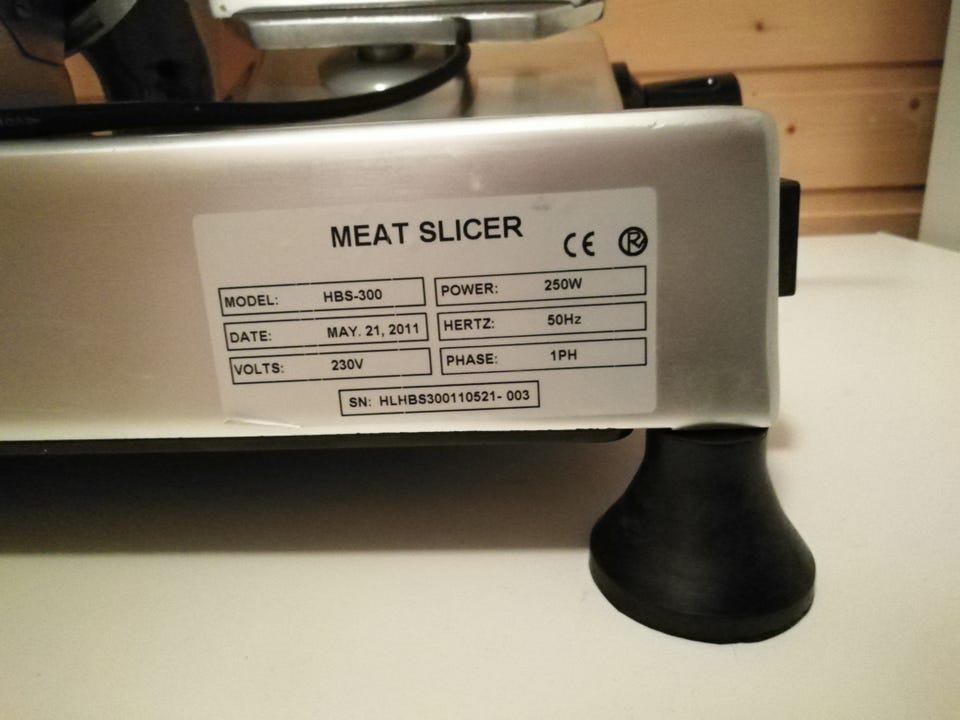 MEAT SLICER
CE R
MODEL: HBS-300
POWER: 250W
DATE: MAY. 21, 2011
HERTZ: 50Hz
VOLTS: 230V
PHASE: 1PH
SN: HLHBS300110521- 003